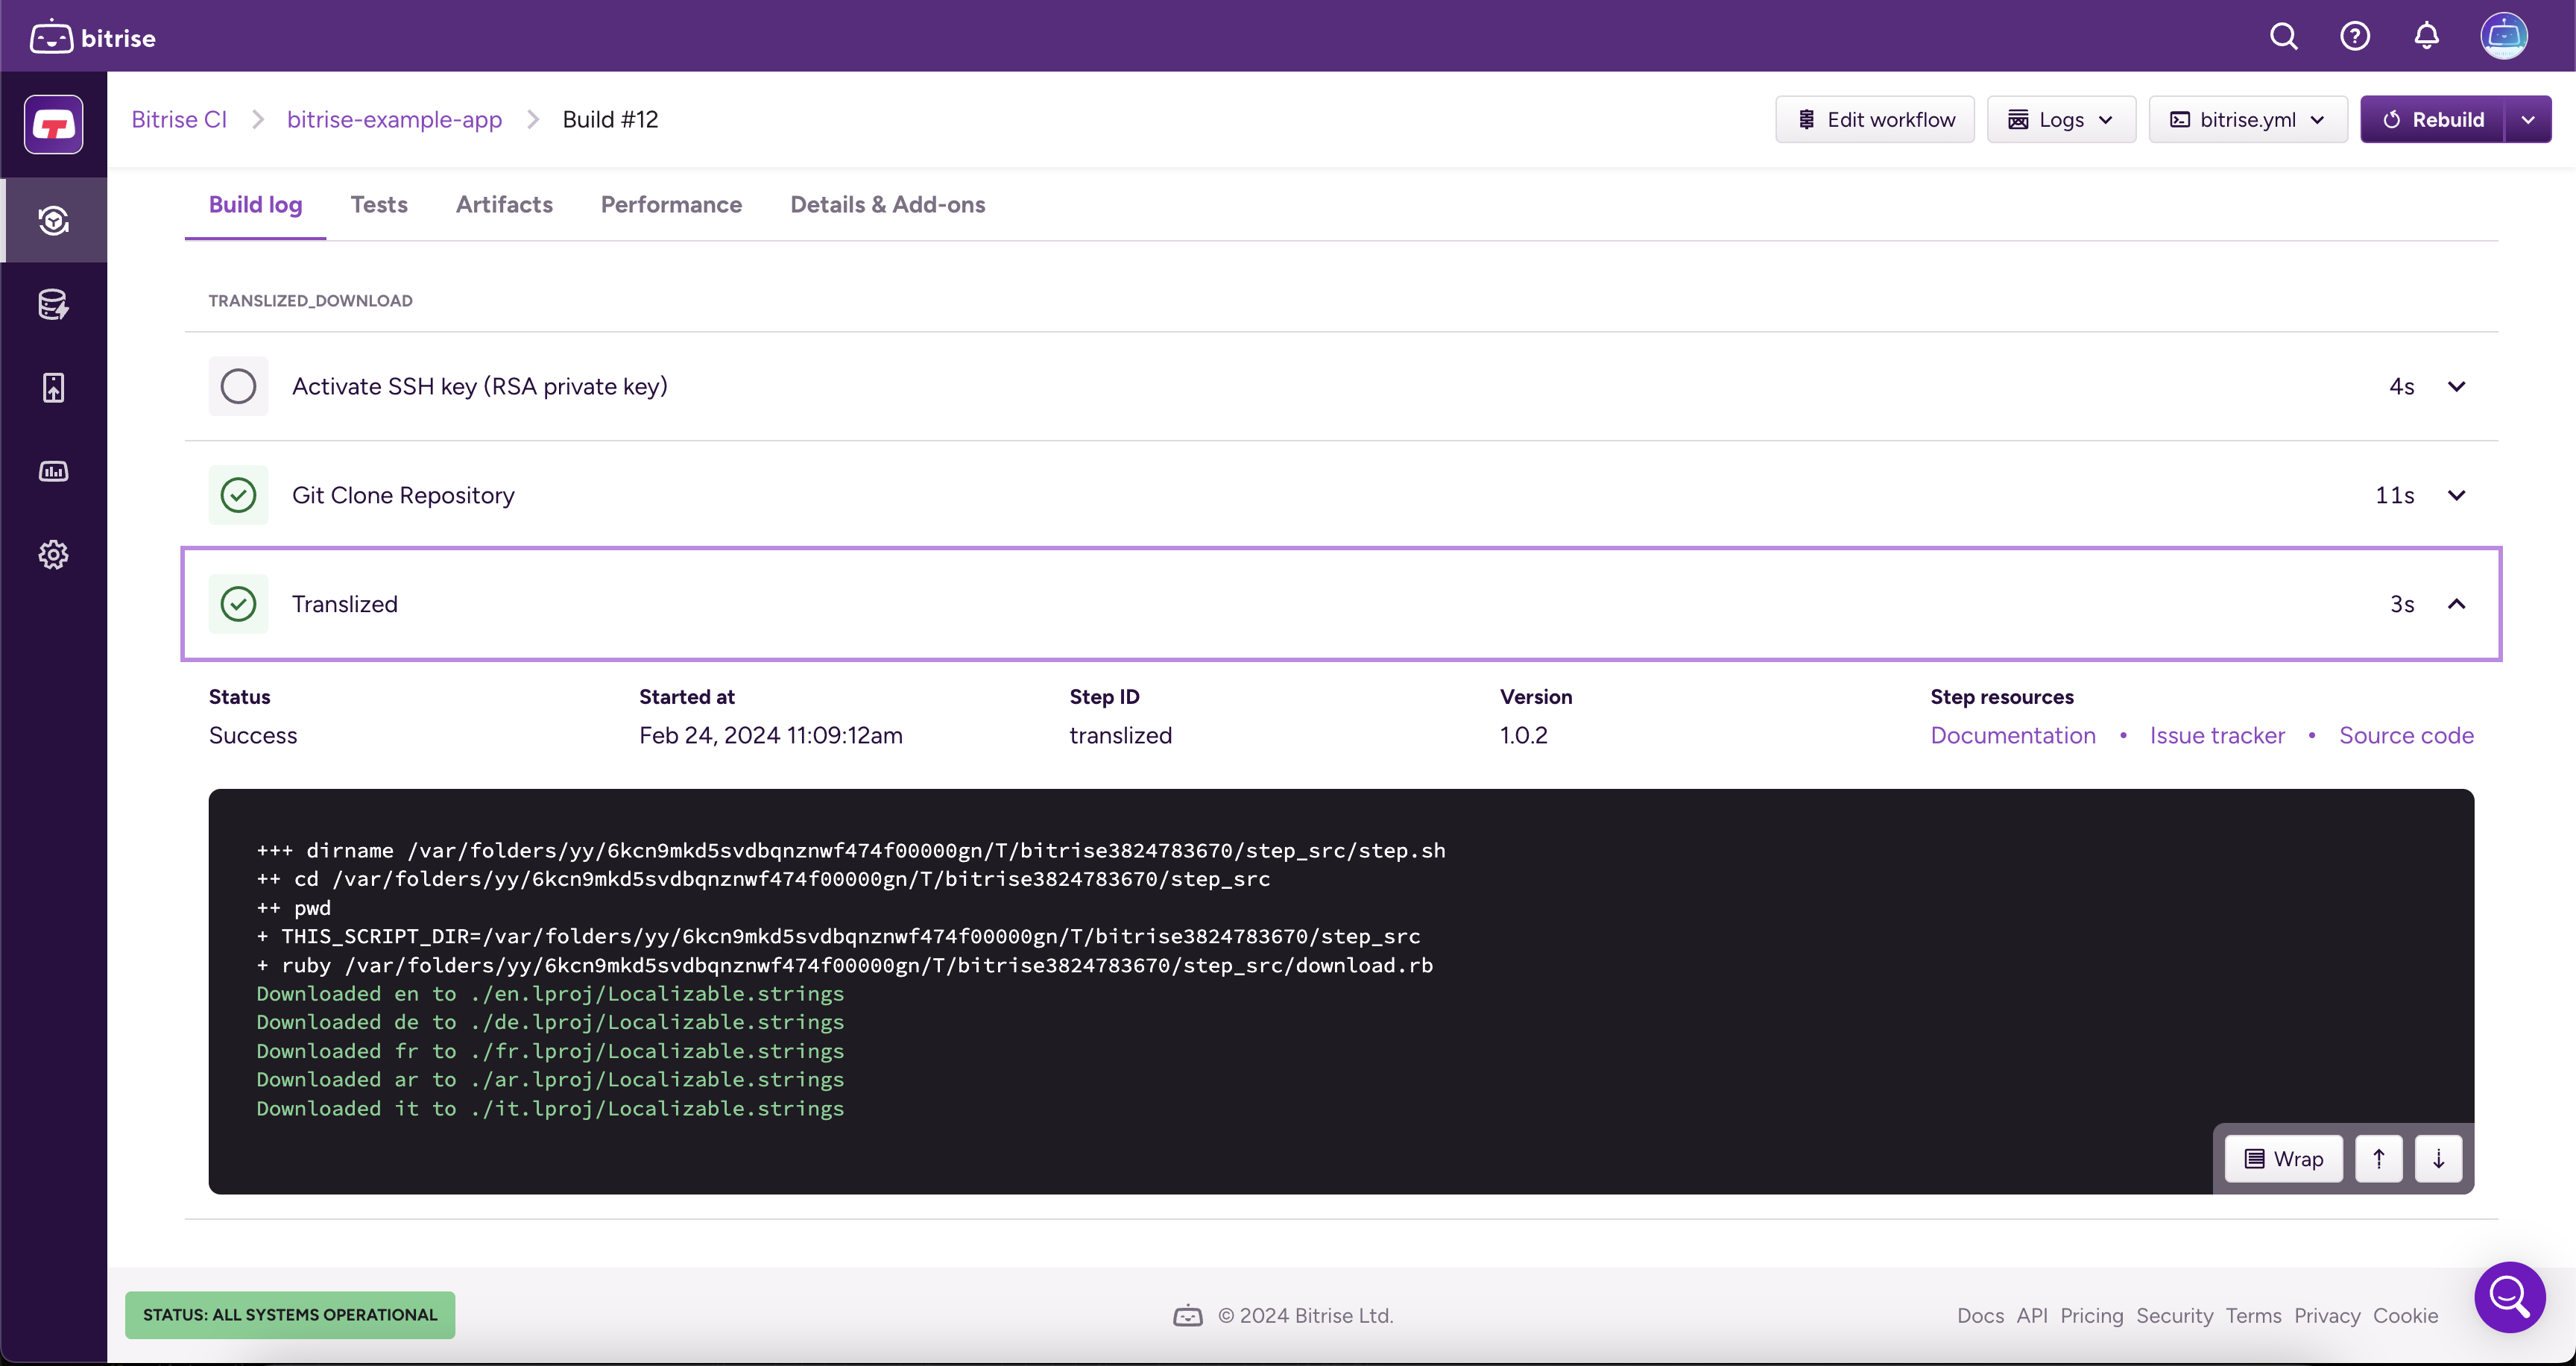 bitrise
Bitrise CI > bitrise-example-app > Build #12
Edit workflow
Logs
bitrise.yml
Rebuild
Build log
Tests
Artifacts
Performance
Details & Add-ons
TRANSLIZED_DOWNLOAD
Activate SSH key (RSA private key)
4s
Git Clone Repository
11s
Translized
3s
Status
Started at
Step ID
Version
Step resources
Success
Feb 24, 2024 11:09:12am
translized
1.0.2
Documentation • Issue tracker • Source code
+++ dirname /var/folders/yy/6kcn9mkd5svdbqnznwf474f00000gn/T/bitrise3824783670/step_src/step.sh
++ cd /var/folders/yy/6kcn9mkd5svdbqnznwf474f00000gn/T/bitrise3824783670/step_src
++ pwd
+ THIS_SCRIPT_DIR=/var/folders/yy/6kcn9mkd5svdbqnznwf474f00000gn/T/bitrise3824783670/step_src
+ ruby /var/folders/yy/6kcn9mkd5svdbqnznwf474f00000gn/T/bitrise3824783670/step_src/download.rb
Downloaded en to ./en.lproj/Localizable.strings
Downloaded de to ./de.lproj/Localizable.strings
Downloaded fr to ./fr.lproj/Localizable.strings
Downloaded ar to ./ar.lproj/Localizable.strings
Downloaded it to ./it.lproj/Localizable.strings
Wrap
STATUS: ALL SYSTEMS OPERATIONAL
© 2024 Bitrise Ltd.
Docs API Pricing Security Terms Privacy Cookie